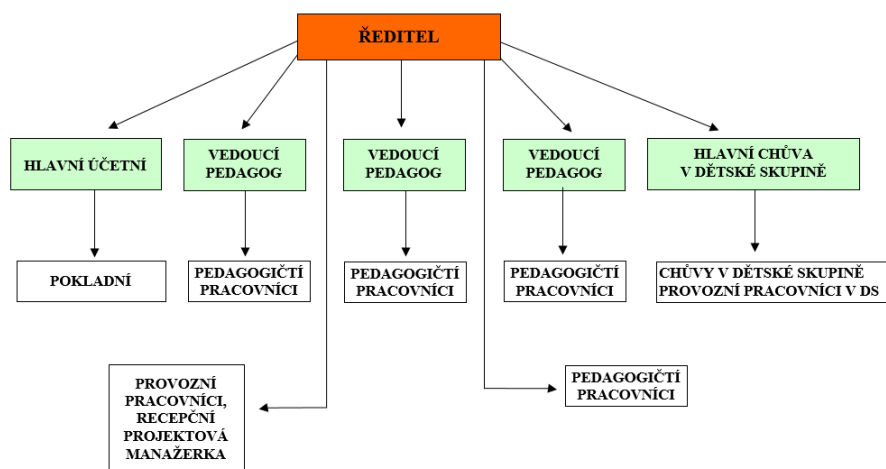 ŘEDITEL
HLAVNÍ ÚČETNÍ
VEDOUCÍ
PEDAGOG
VEDOUCÍ
PEDAGOG
VEDOUCÍ
PEDAGOG
HLAVNÍ CHŮVA
V DĚTSKÉ SKUPINĚ
POKLADNÍ
PEDAGOGIČTÍ
PRACOVNÍCI
PEDAGOGIČTÍ
PRACOVNÍCI
PEDAGOGIČTÍ
PRACOVNÍCI
CHŮVY V DĚTSKÉ SKUPINĚ
PROVOZNÍ PRACOVNÍCI V DS
PROVOZNÍ
PRACOVNÍCI,
RECEPČNÍ
PROJEKTOVÁ
MANAŽERKA
PEDAGOGIČTÍ
PRACOVNÍCI